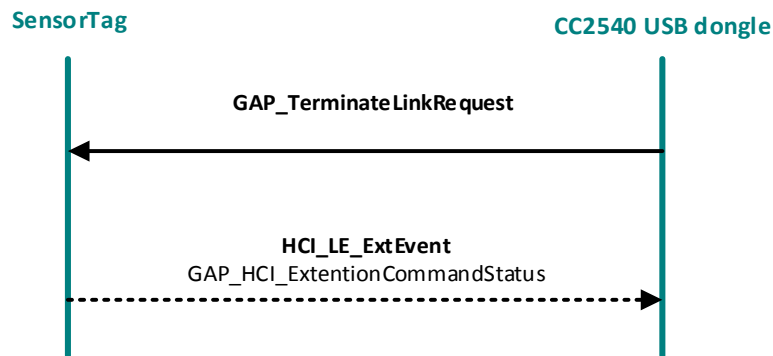 SensorTag
CC2540 USB dongle
GAP_TerminateLinkRequest
HCI_LE_ExtEvent
GAP_HCI_ExtentionCommandStatus